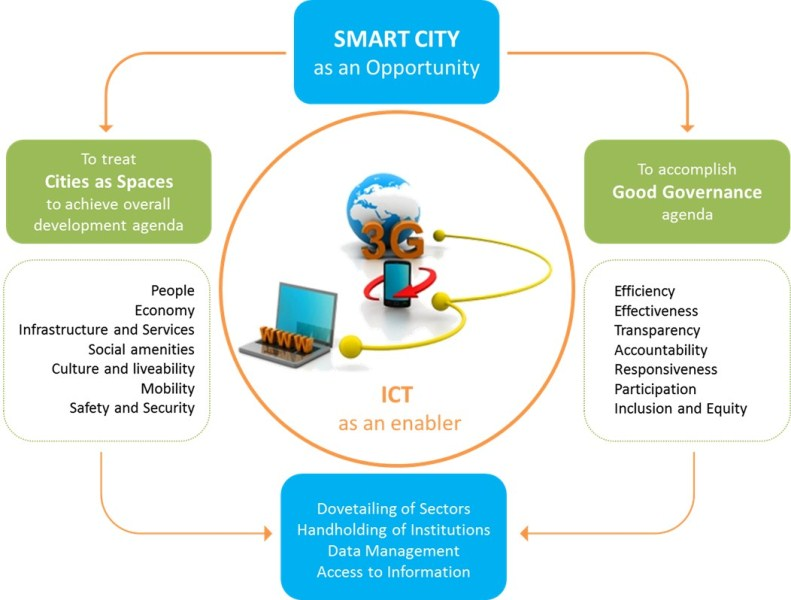 SMART CITY
as an Opportunity
To treat
Cities as Spaces
to achieve overall
development agenda
To accomplish
Good Governance
agenda
People
Economy
Infrastructure and Services
Social amenities
Culture and liveability
Mobility
Safety and Security
3G
WWW
ICT
as an enabler
Efficiency
Effectiveness
Transparency
Accountability
Responsiveness
Participation
Inclusion and Equity
Dovetailing of Sectors
Handholding of Institutions
Data Management
Access to Information